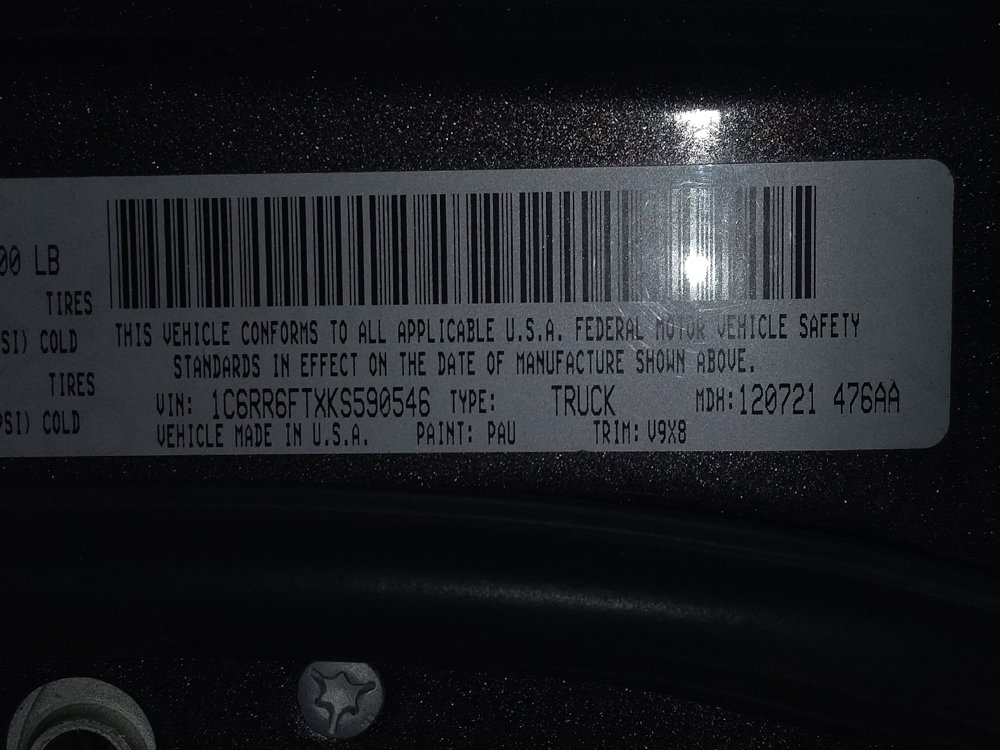 00 LB
TIRES
SI) COLD
TIRES
PSI) COLD
THIS VEHICLE CONFORMS TO ALL APPLICABLE U.S.A. FEDERAL MOTOR VEHICLE SAFETY
STANDARDS IN EFFECT ON THE DATE OF MANUFACTURE SHOWN ABOVE.
VIN: 1C6RR6FTXKS590546 TYPE: TRUCK MDH:120721 476AA
VEHICLE MADE IN U.S.A. PAINT: PAU TRIM: V9X8